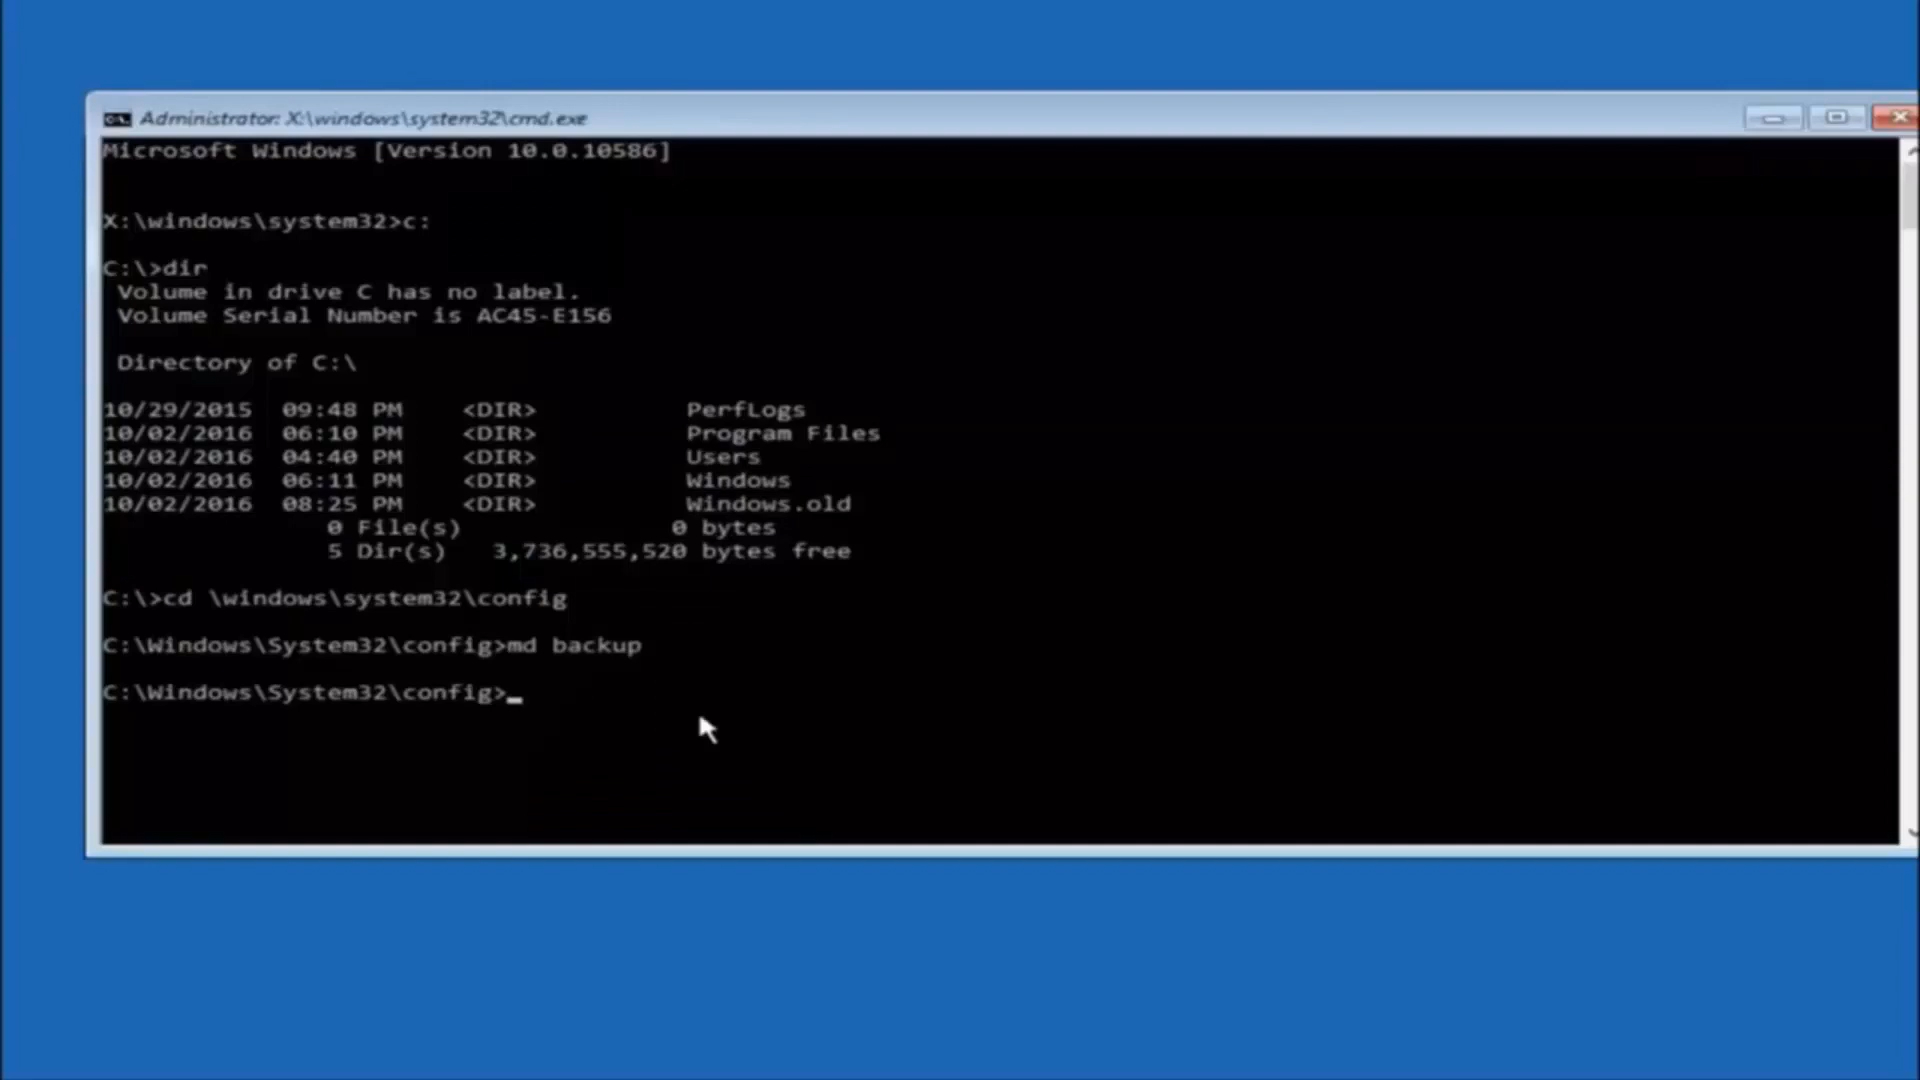 Administrator: X:\windows\system32\cmd.exe
Microsoft Windows [Version 10.0.10586]
X:\windows\system32>c:
C:\>dir
Volume in drive C has no label.
Volume Serial Number is AC45-E156
Directory of C:\
10/29/2015 09:48 PM <DIR> PerfLogs
10/02/2016 06:10 PM <DIR> Program Files
10/02/2016 04:40 PM <DIR> Users
10/02/2016 06:11 PM <DIR> Windows
10/02/2016 08:25 PM <DIR> Windows.old
0 File(s) 0 bytes
5 Dir(s) 3,736,555,520 bytes free
C:\>cd \windows\system32\config
C:\Windows\System32\config>md backup
C:\Windows\System32\config>_